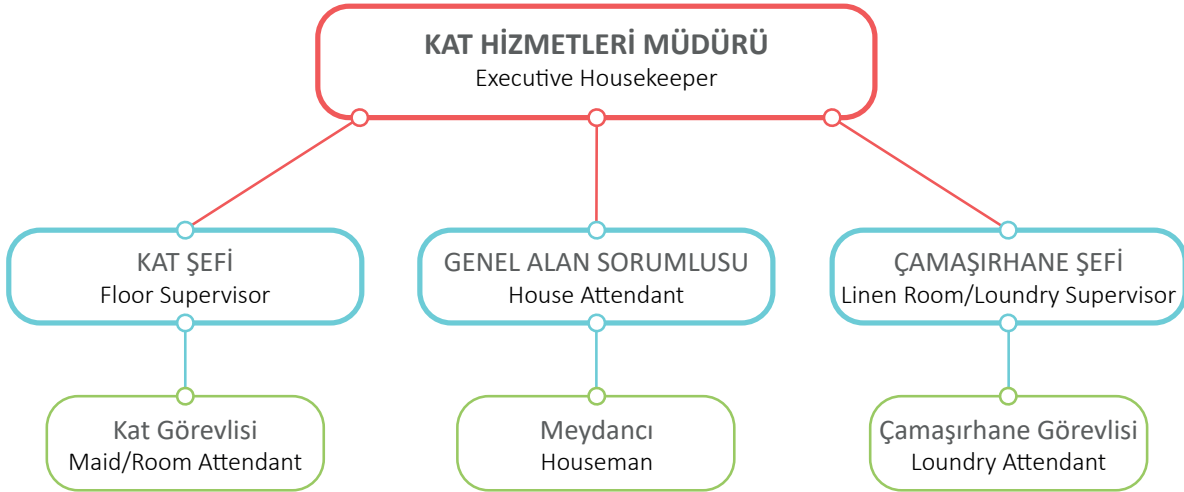 KAT HİZMETLERİ MÜDÜRÜ
Executive Housekeeper
KAT ŞEFİ
Floor Supervisor
GENEL ALAN SORUMLUSU
House Attendant
ÇAMAŞIRHANE ŞEFİ
Linen Room/Loundry Supervisor
Kat Görevlisi
Maid/Room Attendant
Meydancı
Houseman
Çamaşırhane Görevlisi
Loundry Attendant